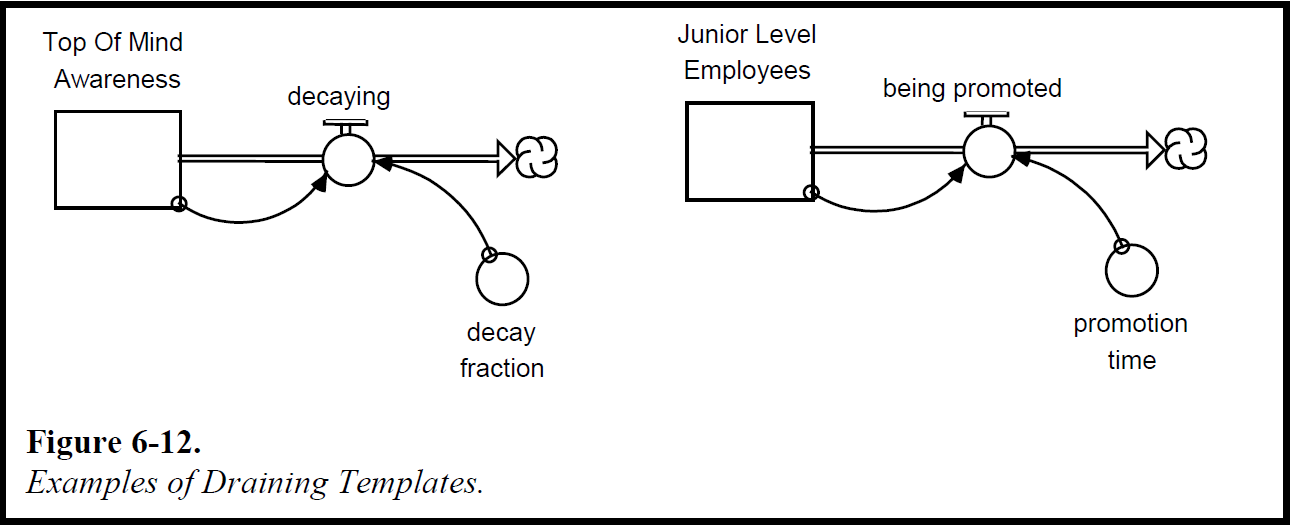 Top Of Mind
Awareness
decaying
decay
fraction
Junior Level
Employees
being promoted
promotion
time
Figure 6-12.
Examples of Draining Templates.